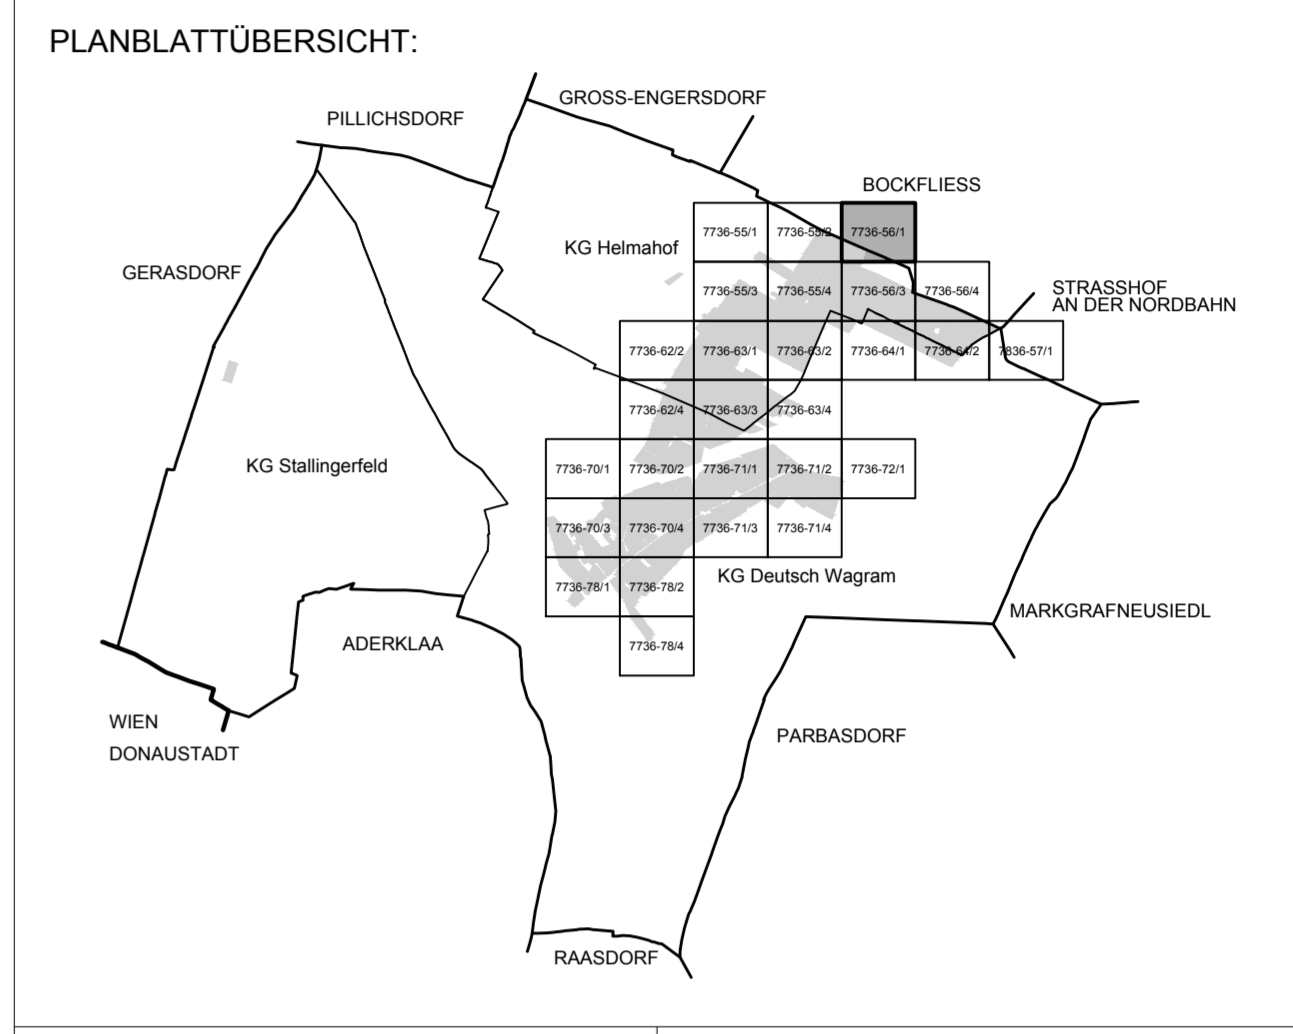 PLANBLATTÜBERSICHT:
GROSS-ENGERSDORF
PILLICHSDORF
BOCKFLIESS
7736-55/1
7736-55/2
7736-56/1
KG Helmahof
GERASDORF
STRASSHOF
AN DER NORDBAHN
7736-55/3
7736-55/4
7736-56/3
7736-56/4
7736-62/2
7736-63/1
7736-63/2
7736-64/1
7736-64/2
7836-57/1
7736-62/4
7736-63/3
7736-63/4
KG Stallingerfeld
7736-70/1
7736-70/2
7736-71/1
7736-71/2
7736-72/1
7736-70/3
7736-70/4
7736-71/3
7736-71/4
7736-78/1
7736-78/2
KG Deutsch Wagram
MARKGRAFNEUSIEDL
ADERKLAA
7736-78/4
WIEN
DONAUSTADT
PARBASDORF
RAASDORF